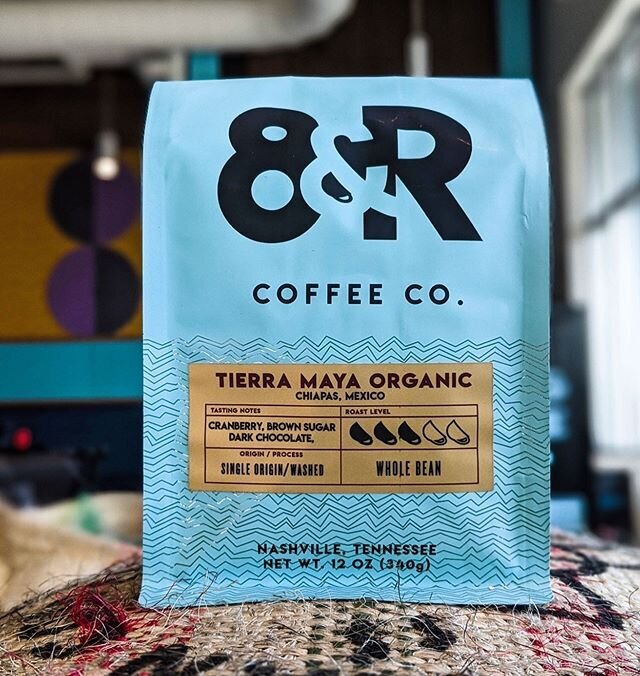 8&R
COFFEE CO.
TIERRA MAYA ORGANIC
CHIAPAS, MEXICO
TASTING NOTES
CRANBERRY, BROWN SUGAR
DARK CHOCOLATE,
ROAST LEVEL
ORIGIN / PROCESS
SINGLE ORIGIN/WASHED
WHOLE BEAN
NASHVILLE, TENNESSEE
NET WT. 12 OZ (340g)